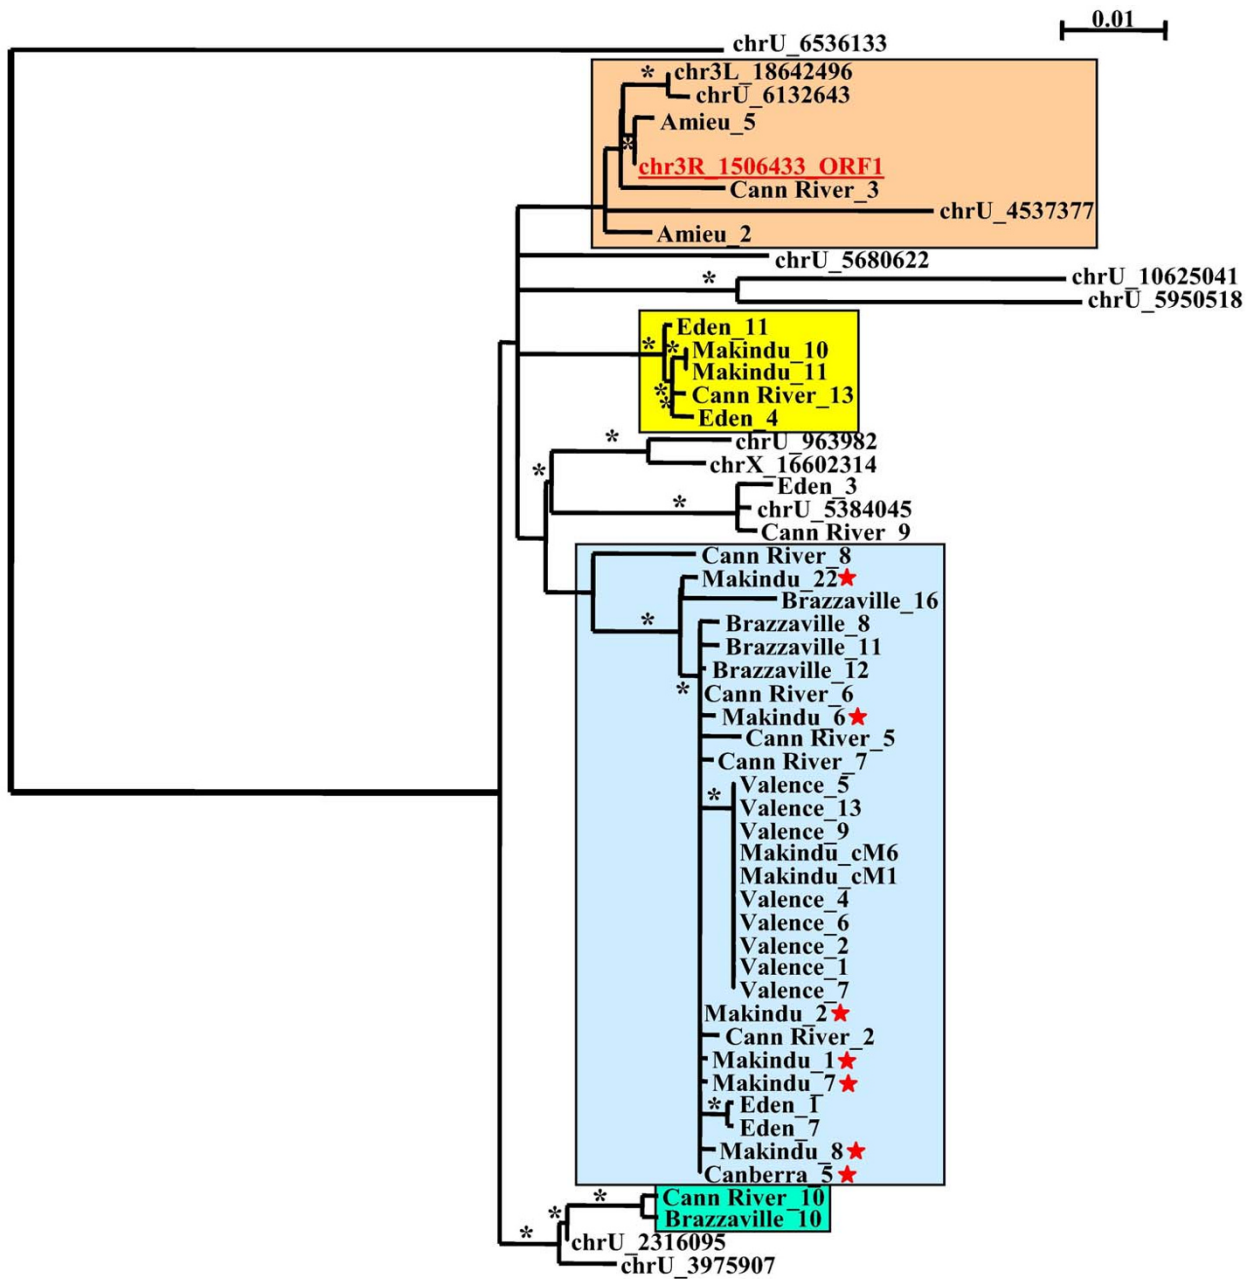 0.01
chrU_6536133
chr3L_18642496
chrU_6132643
Amieu_5
chr3R_1506433_ORF1
Cann River_3
chrU_4537377
Amieu_2
chrU_5680622
chrU_10625041
chrU_5950518
Eden_11
Makindu_10
Makindu_11
Cann River_13
Eden_4
chrU_963982
chrX_16602314
Eden_3
chrU_5384045
Cann River_9
Cann River_8
Makindu_22
Brazzaville_16
Brazzaville_8
Brazzaville_11
Brazzaville_12
Cann River_6
Makindu_6
Cann River_5
Cann River_7
Valence_5
Valence_13
Valence_9
Makindu_cM6
Makindu_cM1
Valence_4
Valence_6
Valence_2
Valence_1
Valence_7
Makindu_2
Cann River_2
Makindu_1
Makindu_7
Eden_1
Eden_7
Makindu_8
Canberra_5
Cann River_10
Brazzaville_10
chrU_2316095
chrU_3975907